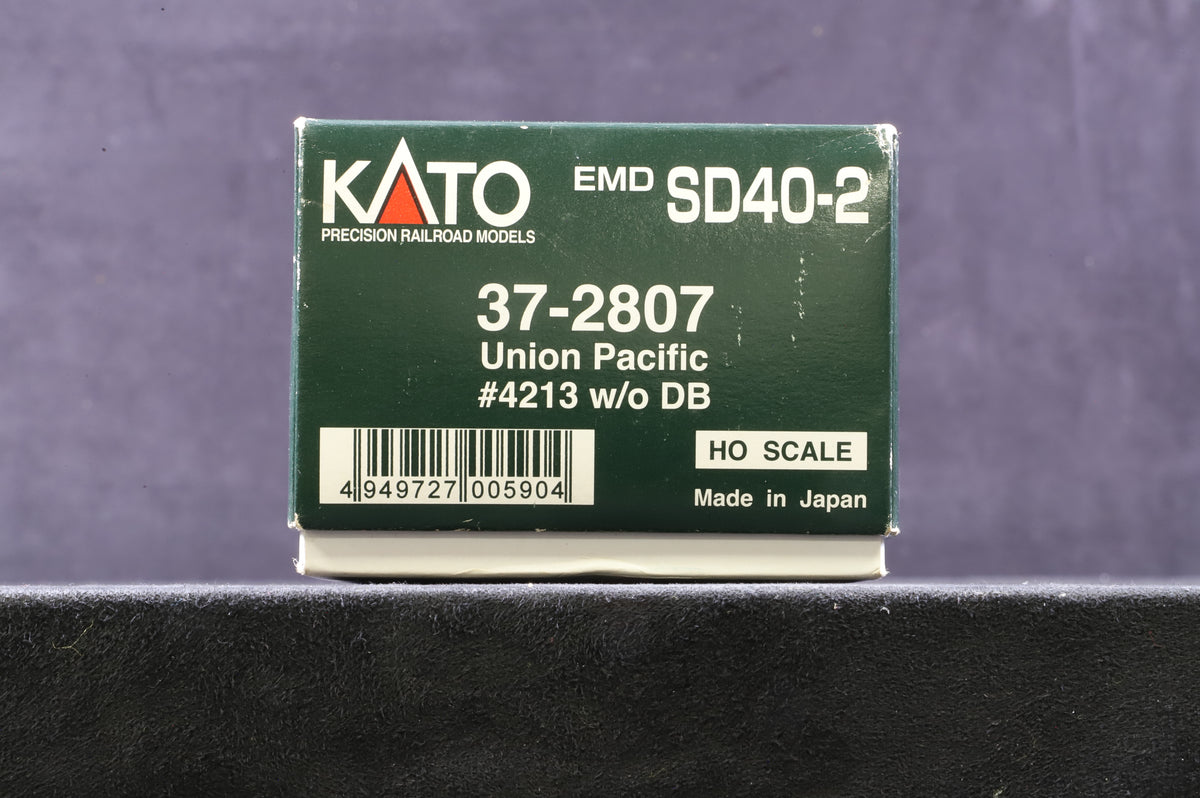 KATO
PRECISION RAILROAD MODELS
EMD SD40-2
37-2807
Union Pacific
#4213 w/o DB
4 949727 005904
HO SCALE
Made in Japan